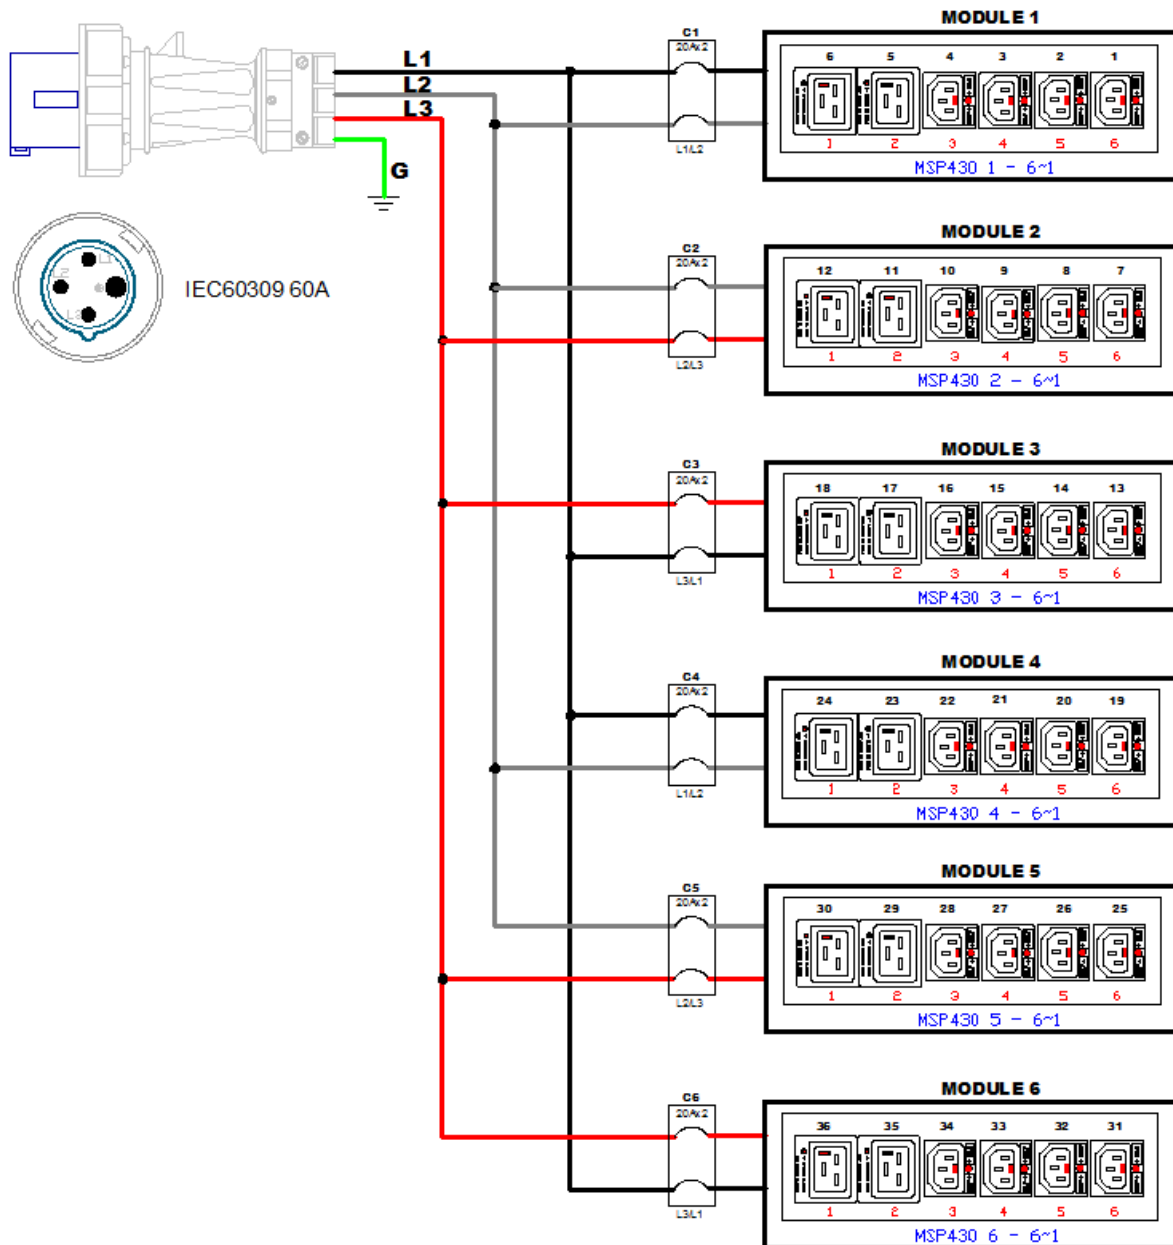 L1
L2
L3
G
L1
L2
L3
IEC60309 60A
MODULE 1
C1
20Ax2
L1/L2
6 5 4 3 2 1
1 2 3 4 5 6
MSP430 1 - 6~1
MODULE 2
C2
20Ax2
L2/L3
12 11 10 9 8 7
1 2 3 4 5 6
MSP430 2 - 6~1
MODULE 3
C3
20Ax2
L3/L1
18 17 16 15 14 13
1 2 3 4 5 6
MSP430 3 - 6~1
MODULE 4
C4
20Ax2
L1/L2
24 23 22 21 20 19
1 2 3 4 5 6
MSP430 4 - 6~1
MODULE 5
C5
20Ax2
L2/L3
30 29 28 27 26 25
1 2 3 4 5 6
MSP430 5 - 6~1
MODULE 6
C6
20Ax2
L3/L1
36 35 34 33 32 31
1 2 3 4 5 6
MSP430 6 - 6~1